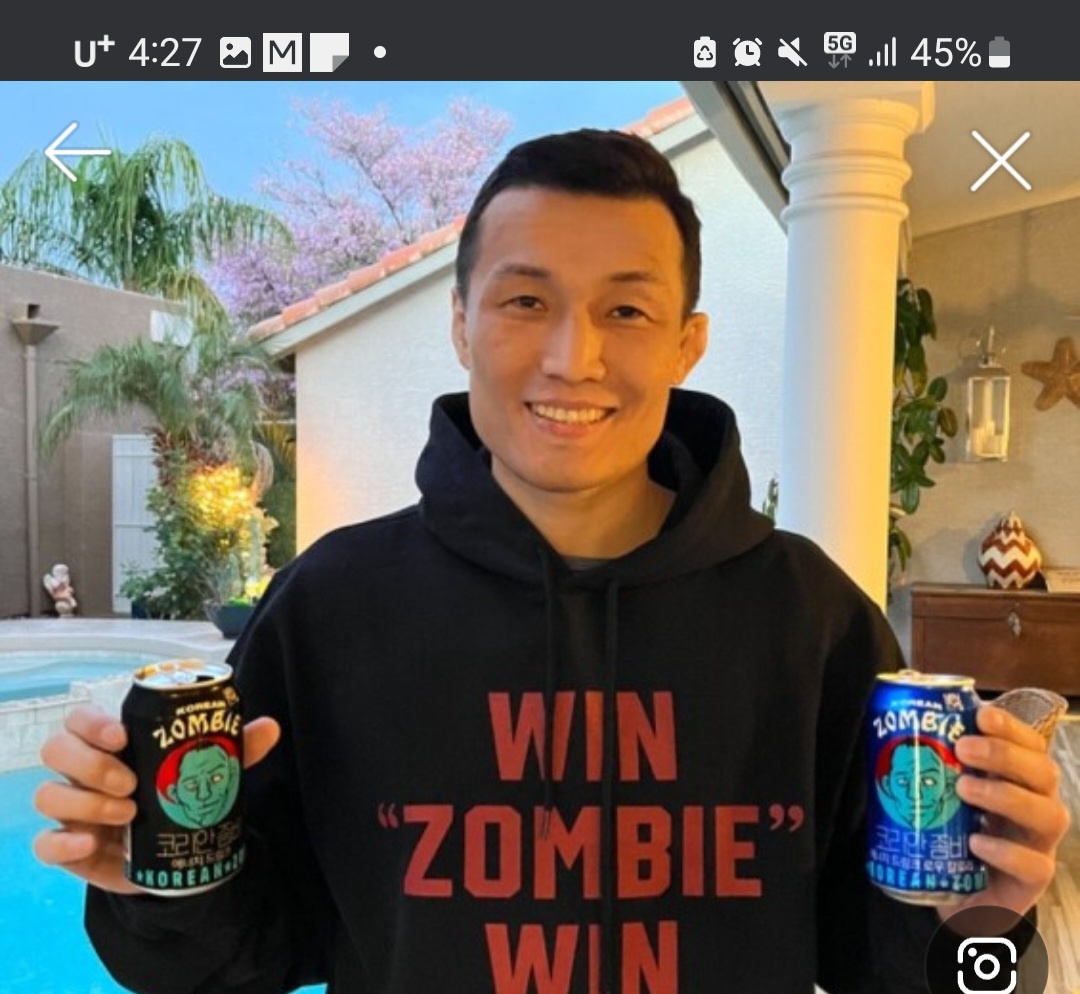 U+ 4:27 M 5G 45%
KOREAN
ZOMBIE
코리안 좀비
에너지 드링크
★KOREAN★ZO
WIN
"ZOMBIE"
WIN
KOREAN
ZOMBIE
코리안 좀비
에너지 드링크 로우 칼로리
KOREAN★ZOM